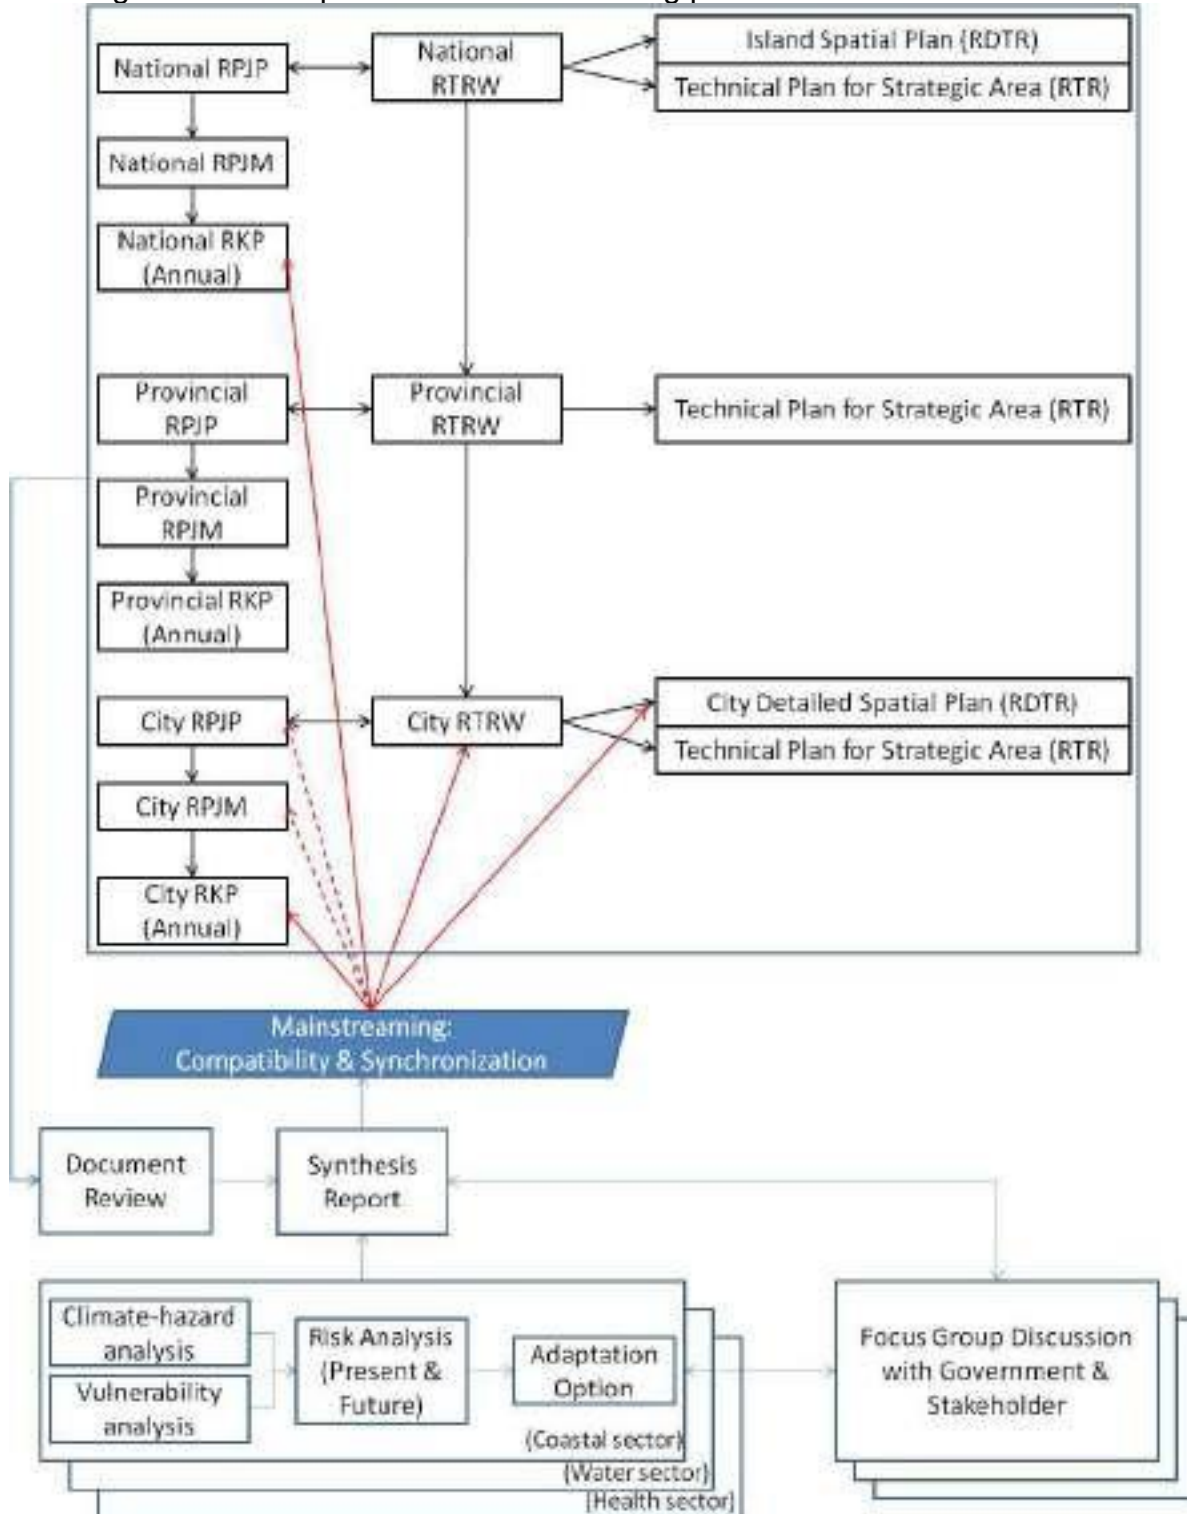 National RPJP
National
RTRW
Island Spatial Plan (RDTR)
Technical Plan for Strategic Area (RTR)
National RPJM
National RKP
(Annual)
Provincial
RPJP
Provincial
RTRW
Technical Plan for Strategic Area (RTR)
Provincial
RPJM
Provincial RKP
(Annual)
City RPJP
City RTRW
City Detailed Spatial Plan (RDTR)
Technical Plan for Strategic Area (RTR)
City RPJM
City RKP
(Annual)
Mainstreaming:
Compatibility & Synchronization
Document
Review
Synthesis
Report
Climate-hazard
analysis
Vulnerability
analysis
Risk Analysis
(Present &
Future)
Adaptation
Option
(Coastal sector)
(Water sector)
(Health sector)
Focus Group Discussion
with Government &
Stakeholder